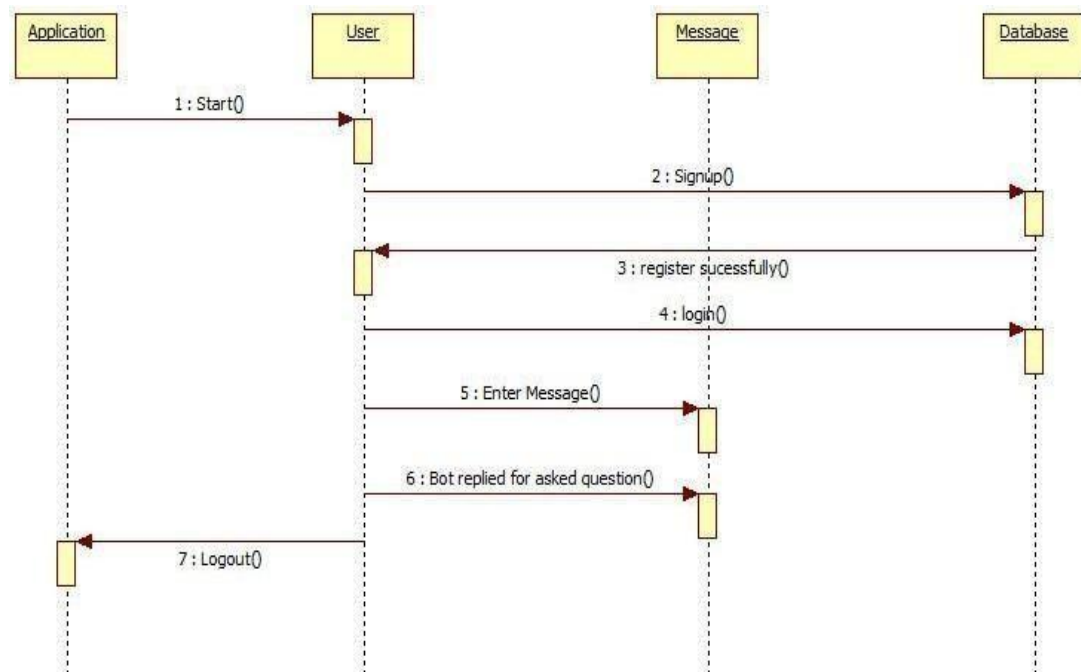 Application
User
Message
Database
1 : Start()
2 : Signup()
3 : register sucessfully()
4 : login()
5 : Enter Message()
6 : Bot replied for asked question()
7 : Logout()